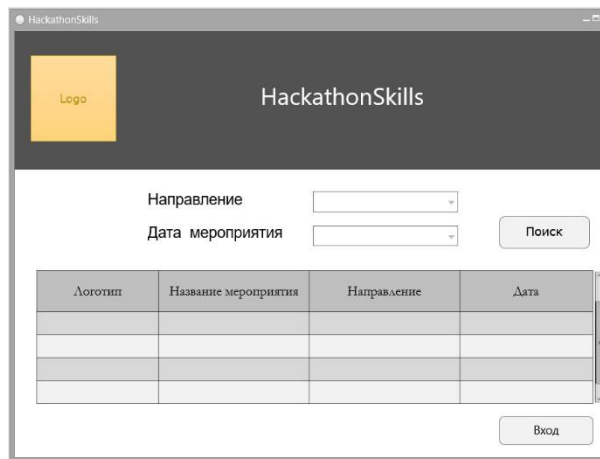 HackathonSkills
Logo
HackathonSkills
Направление
Дата мероприятия
Поиск
Логотип Название мероприятия Направление Дата
Вход